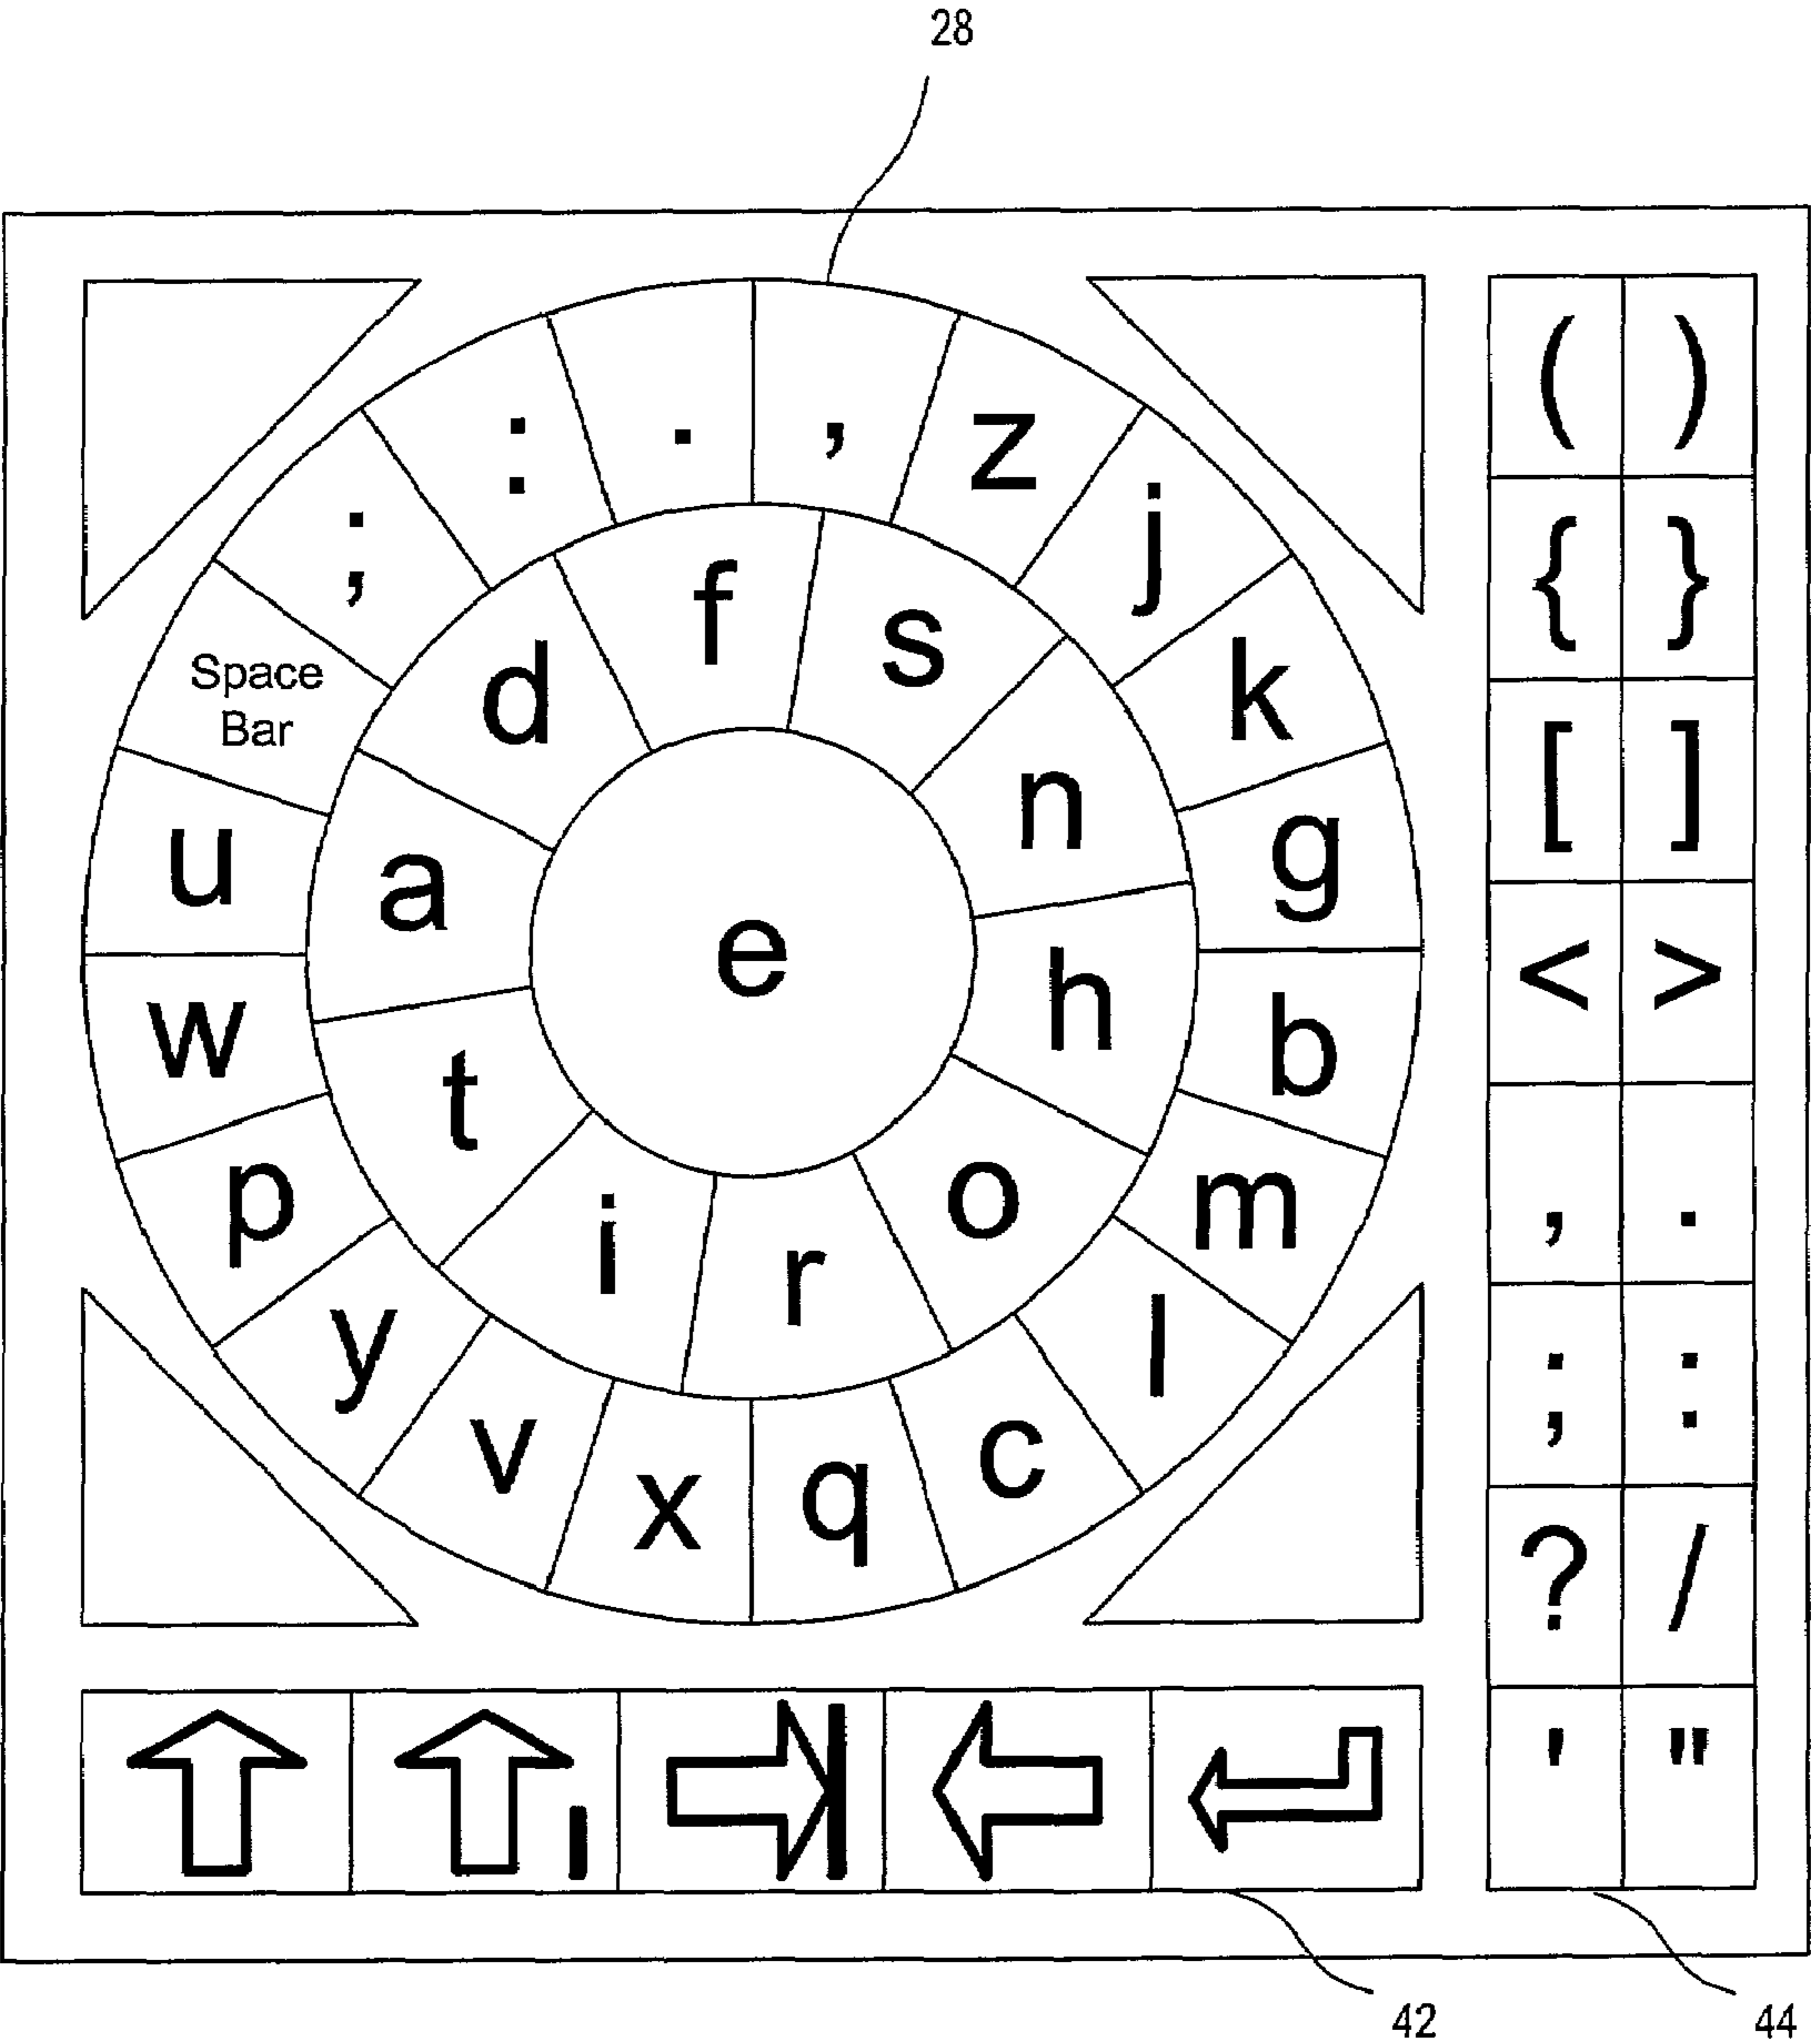 28
: . , z
; j
Space
Bar
k
u g
w b
p m
y l
v c
x q
d f s
a n
t h
i r o
e
( )
{ }
[ ]
< >
, .
; :
? /
' "
42
44